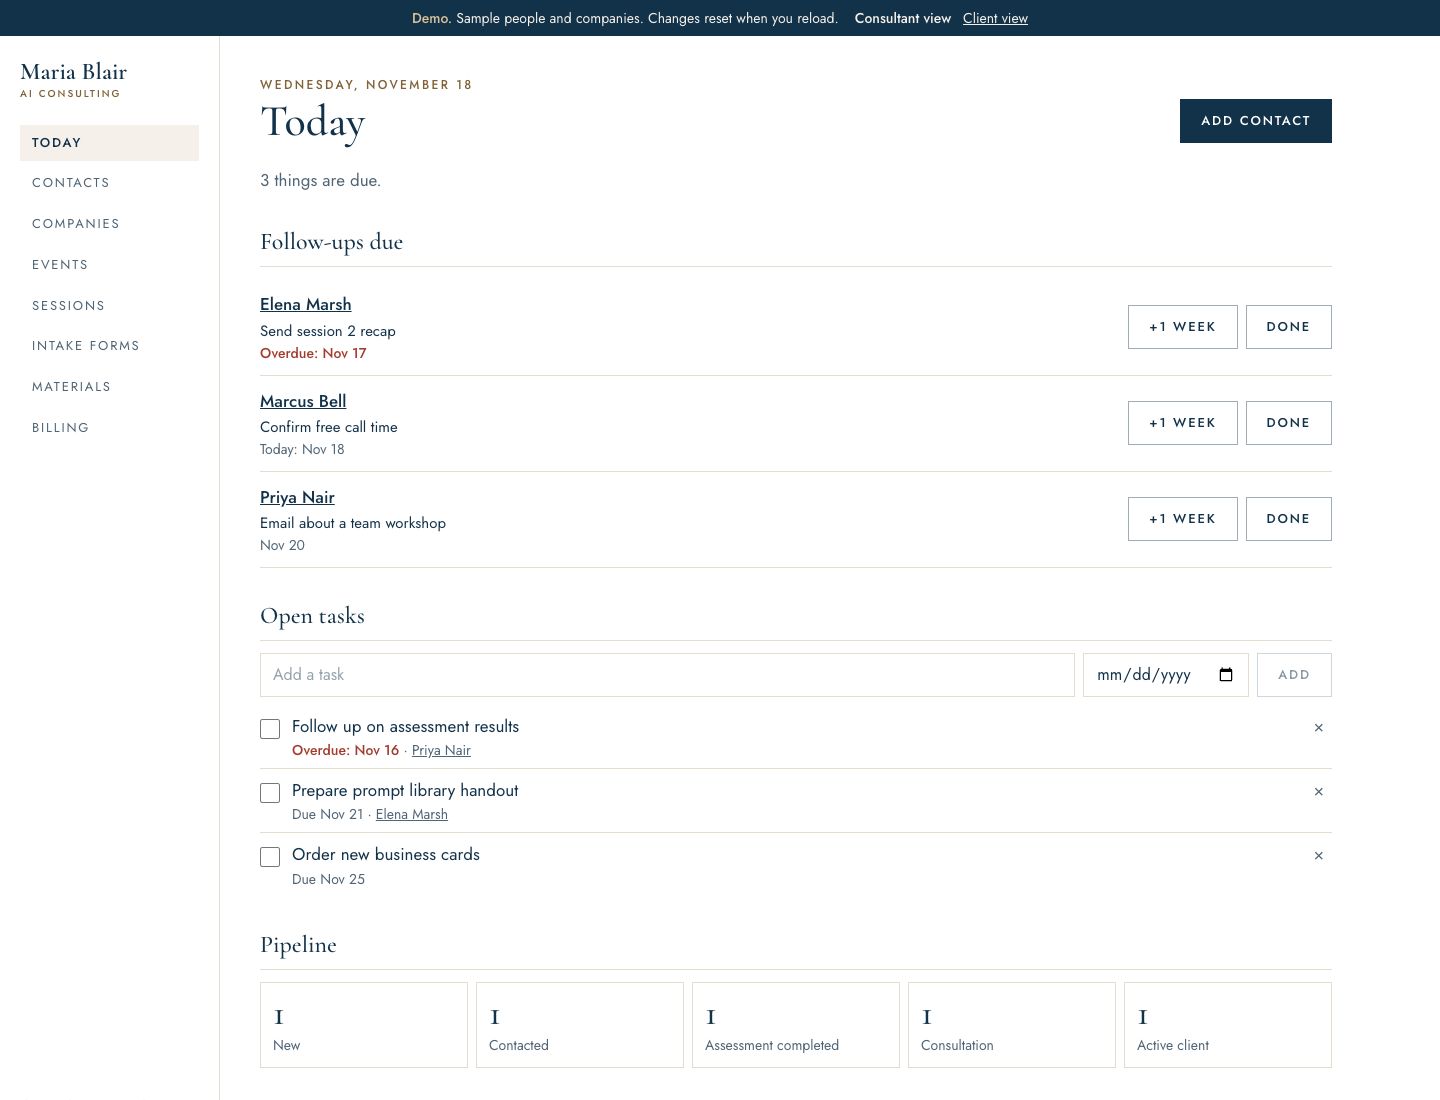 Demo. Sample people and companies. Changes reset when you reload. Consultant view Client view
Maria Blair
AI CONSULTING
TODAY
CONTACTS
COMPANIES
EVENTS
SESSIONS
INTAKE FORMS
MATERIALS
BILLING
WEDNESDAY, NOVEMBER 18
Today
ADD CONTACT
3 things are due.
Follow-ups due
Elena Marsh
Send session 2 recap
Overdue: Nov 17
+1 WEEK DONE
Marcus Bell
Confirm free call time
Today: Nov 18
+1 WEEK DONE
Priya Nair
Email about a team workshop
Nov 20
+1 WEEK DONE
Open tasks
Add a task mm/dd/yyyy ADD
Follow up on assessment results ×
Overdue: Nov 16 · Priya Nair
Prepare prompt library handout ×
Due Nov 21 · Elena Marsh
Order new business cards ×
Due Nov 25
Pipeline
1 1 1 1 1
New Contacted Assessment completed Consultation Active client